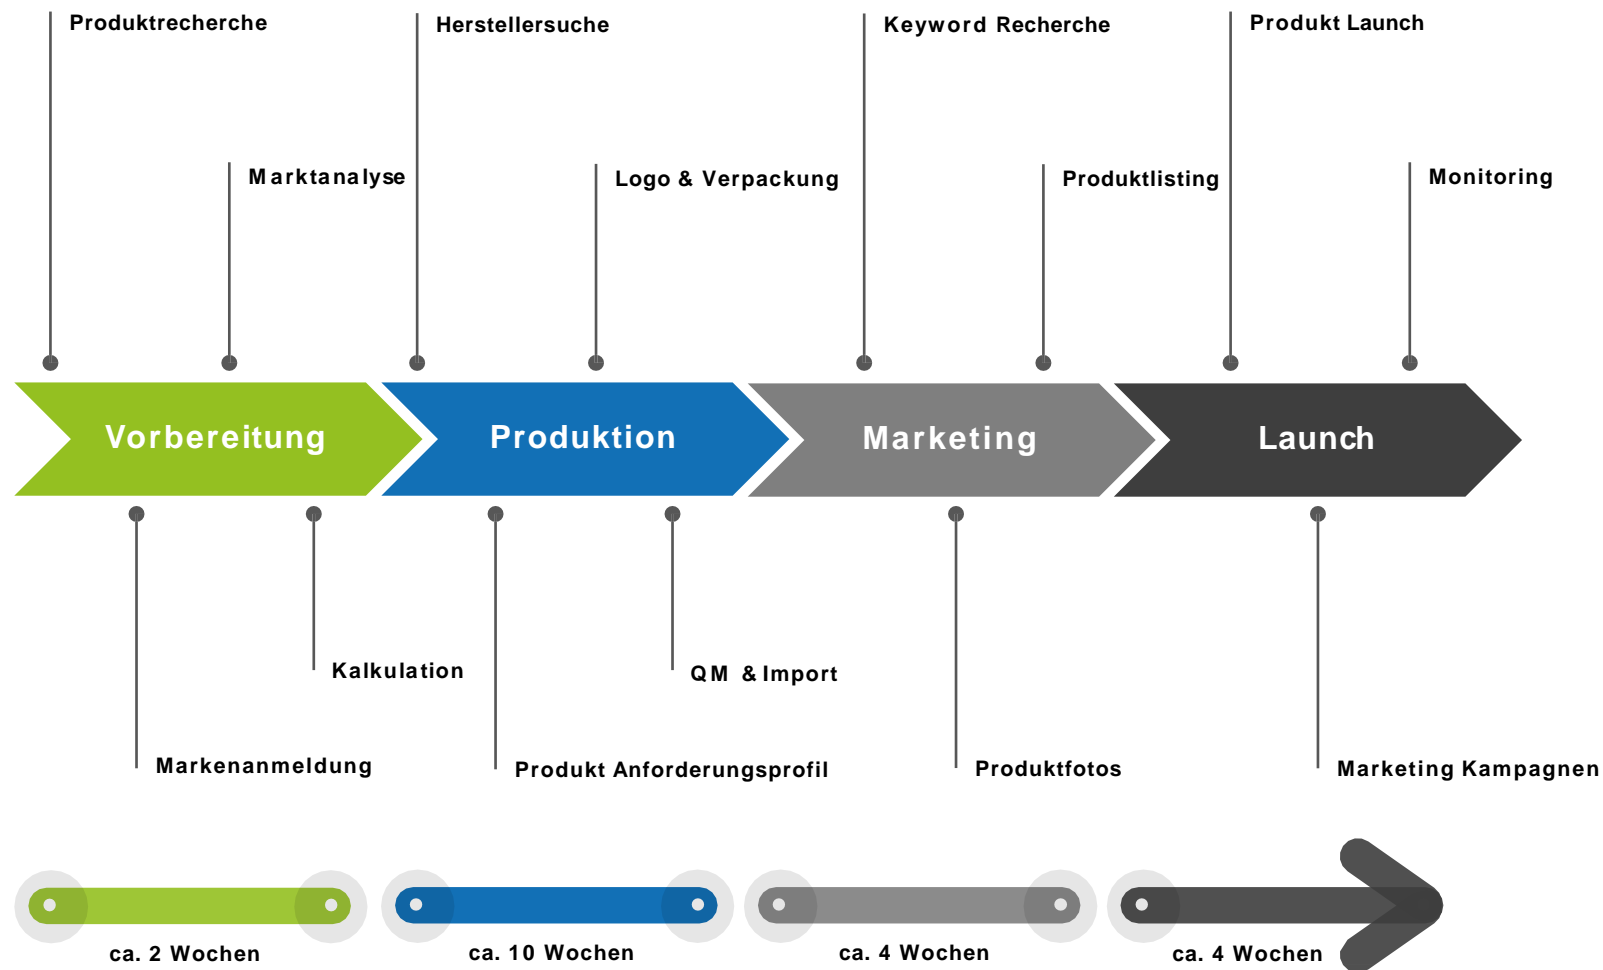 Produktrecherche
Herstellersuche
Keyword Recherche
Produkt Launch
Marktanalyse
Logo & Verpackung
Produktlisting
Monitoring
Vorbereitung
Produktion
Marketing
Launch
Kalkulation
QM & Import
Markenanmeldung
Produkt Anforderungsprofil
Produktfotos
Marketing Kampagnen
ca. 2 Wochen
ca. 10 Wochen
ca. 4 Wochen
ca. 4 Wochen